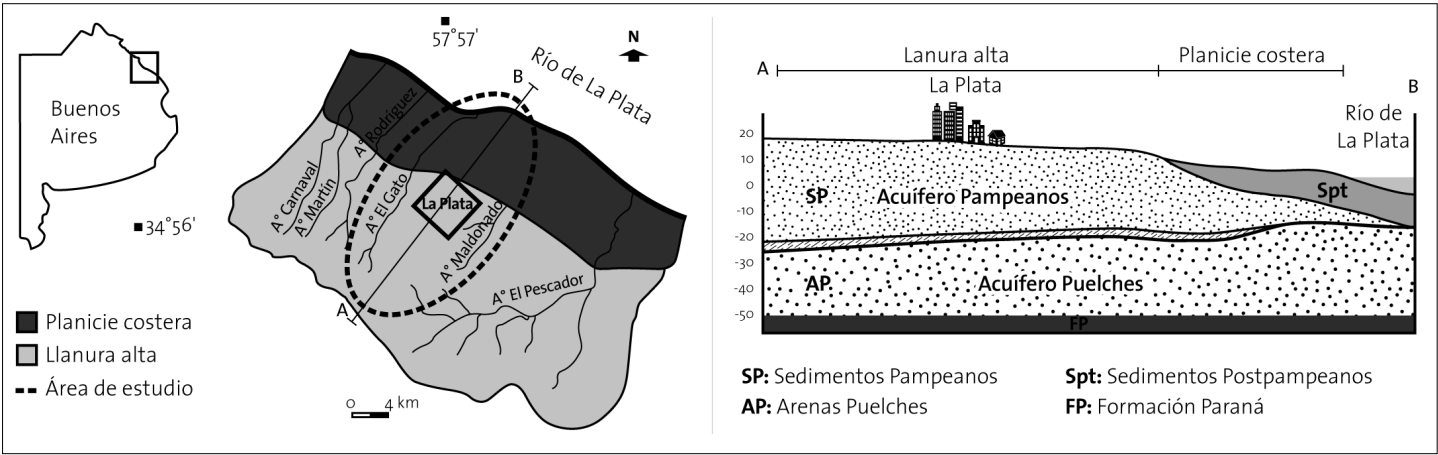 Buenos
Aires
34°56'
57°57'
N
Río de La Plata
B
A° Rodríguez
A° Carnaval
A° Martín
A° El Gato
La Plata
A° Maldonado
A° El Pescador
A
Planicie costera
Llanura alta
Área de estudio
0 4 km
A
Lanura alta
Planicie costera
B
La Plata
Río de
La Plata
20
10
0
-10
-20
-30
-40
-50
SP Acuífero Pampeanos
Spt
AP Acuífero Puelches
FP
SP: Sedimentos Pampeanos
Spt: Sedimentos Postpampeanos
AP: Arenas Puelches
FP: Formación Paraná